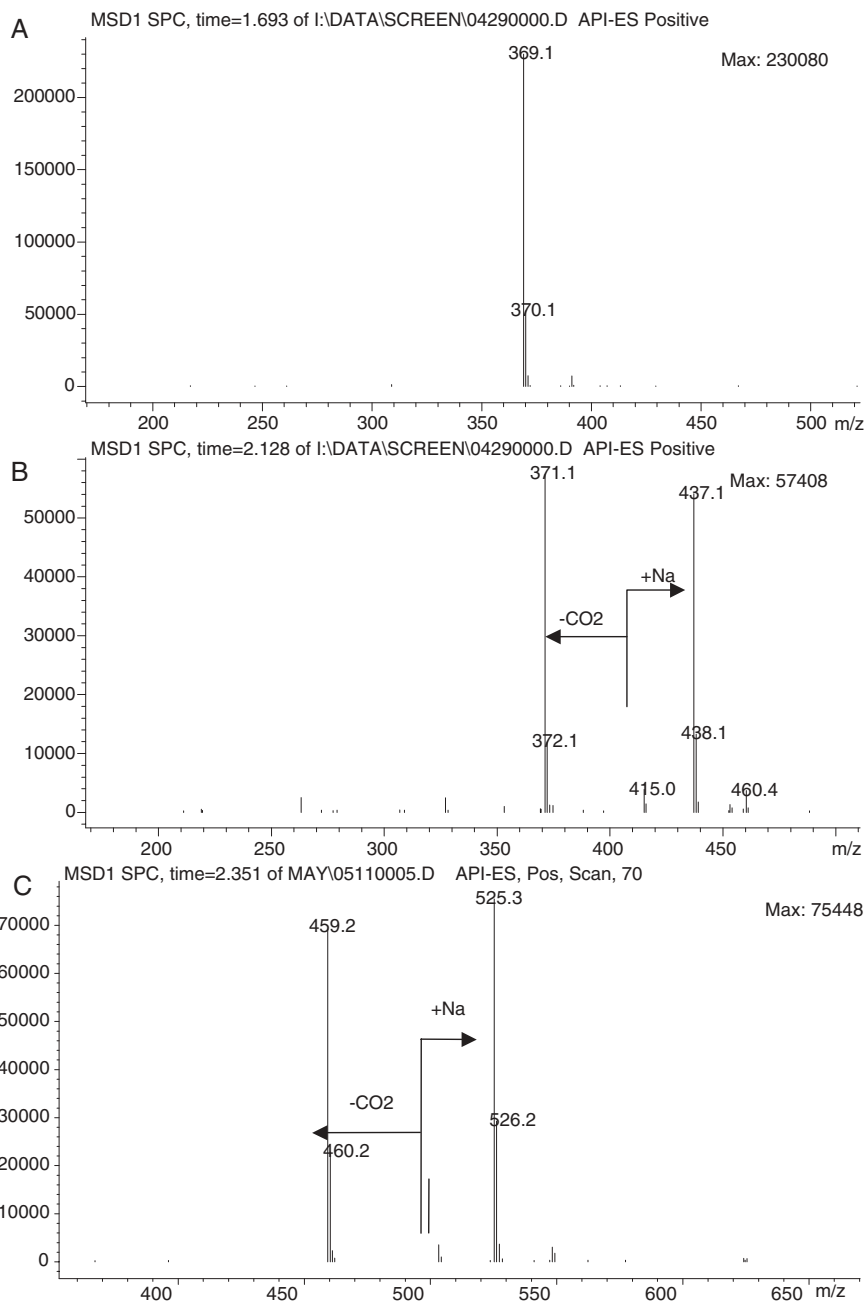 A
MSD1 SPC, time=1.693 of I:\DATA\SCREEN\04290000.D  API-ES Positive
369.1
Max: 230080
200000
150000
100000
50000
370.1
0
200 250 300 350 400 450 500 m/z
MSD1 SPC, time=2.128 of I:\DATA\SCREEN\04290000.D  API-ES Positive
B
371.1
Max: 57408
437.1
50000
40000
+Na
-CO2
30000
20000
372.1
438.1
10000
415.0
460.4
0
200 250 300 350 400 450 m/z
C
MSD1 SPC, time=2.351 of MAY\05110005.D    API-ES, Pos, Scan, 70
525.3
Max: 75448
70000
459.2
60000
50000
+Na
40000
-CO2
30000
526.2
460.2
20000
10000
0
400 450 500 560 600 650 m/z